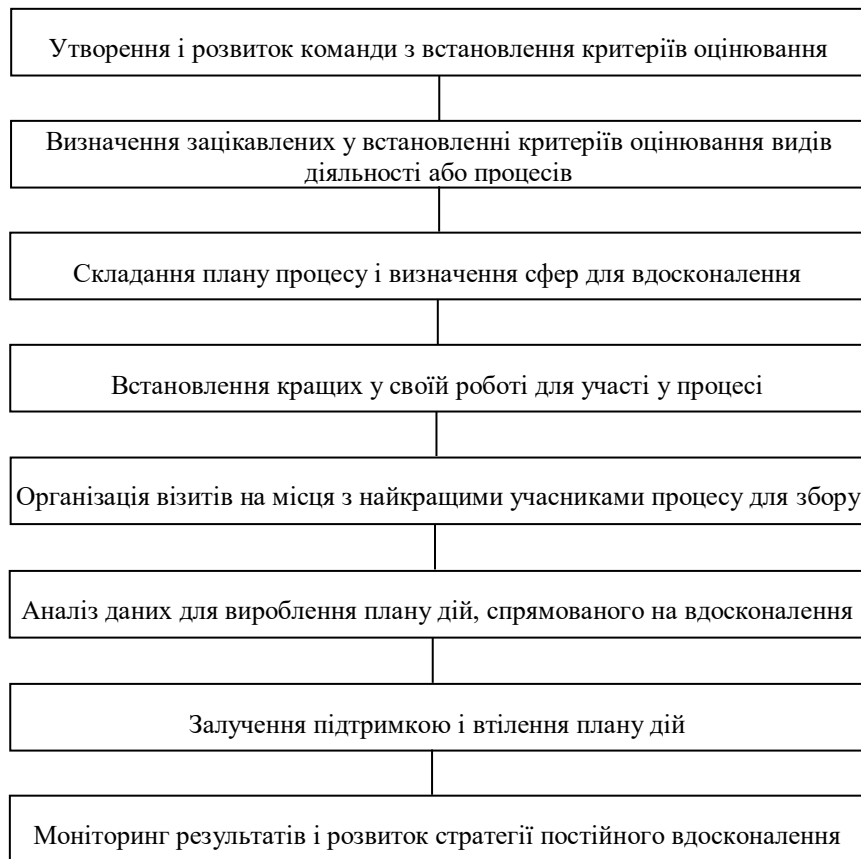 Утворення і розвиток команди з встановлення критеріїв оцінювання
Визначення зацікавлених у встановленні критеріїв оцінювання видів
діяльності або процесів
Складання плану процесу і визначення сфер для вдосконалення
Встановлення кращих у своїй роботі для участі у процесі
Організація візитів на місця з найкращими учасниками процесу для збору
Аналіз даних для вироблення плану дій, спрямованого на вдосконалення
Залучення підтримкою і втілення плану дій
Моніторинг результатів і розвиток стратегії постійного вдосконалення